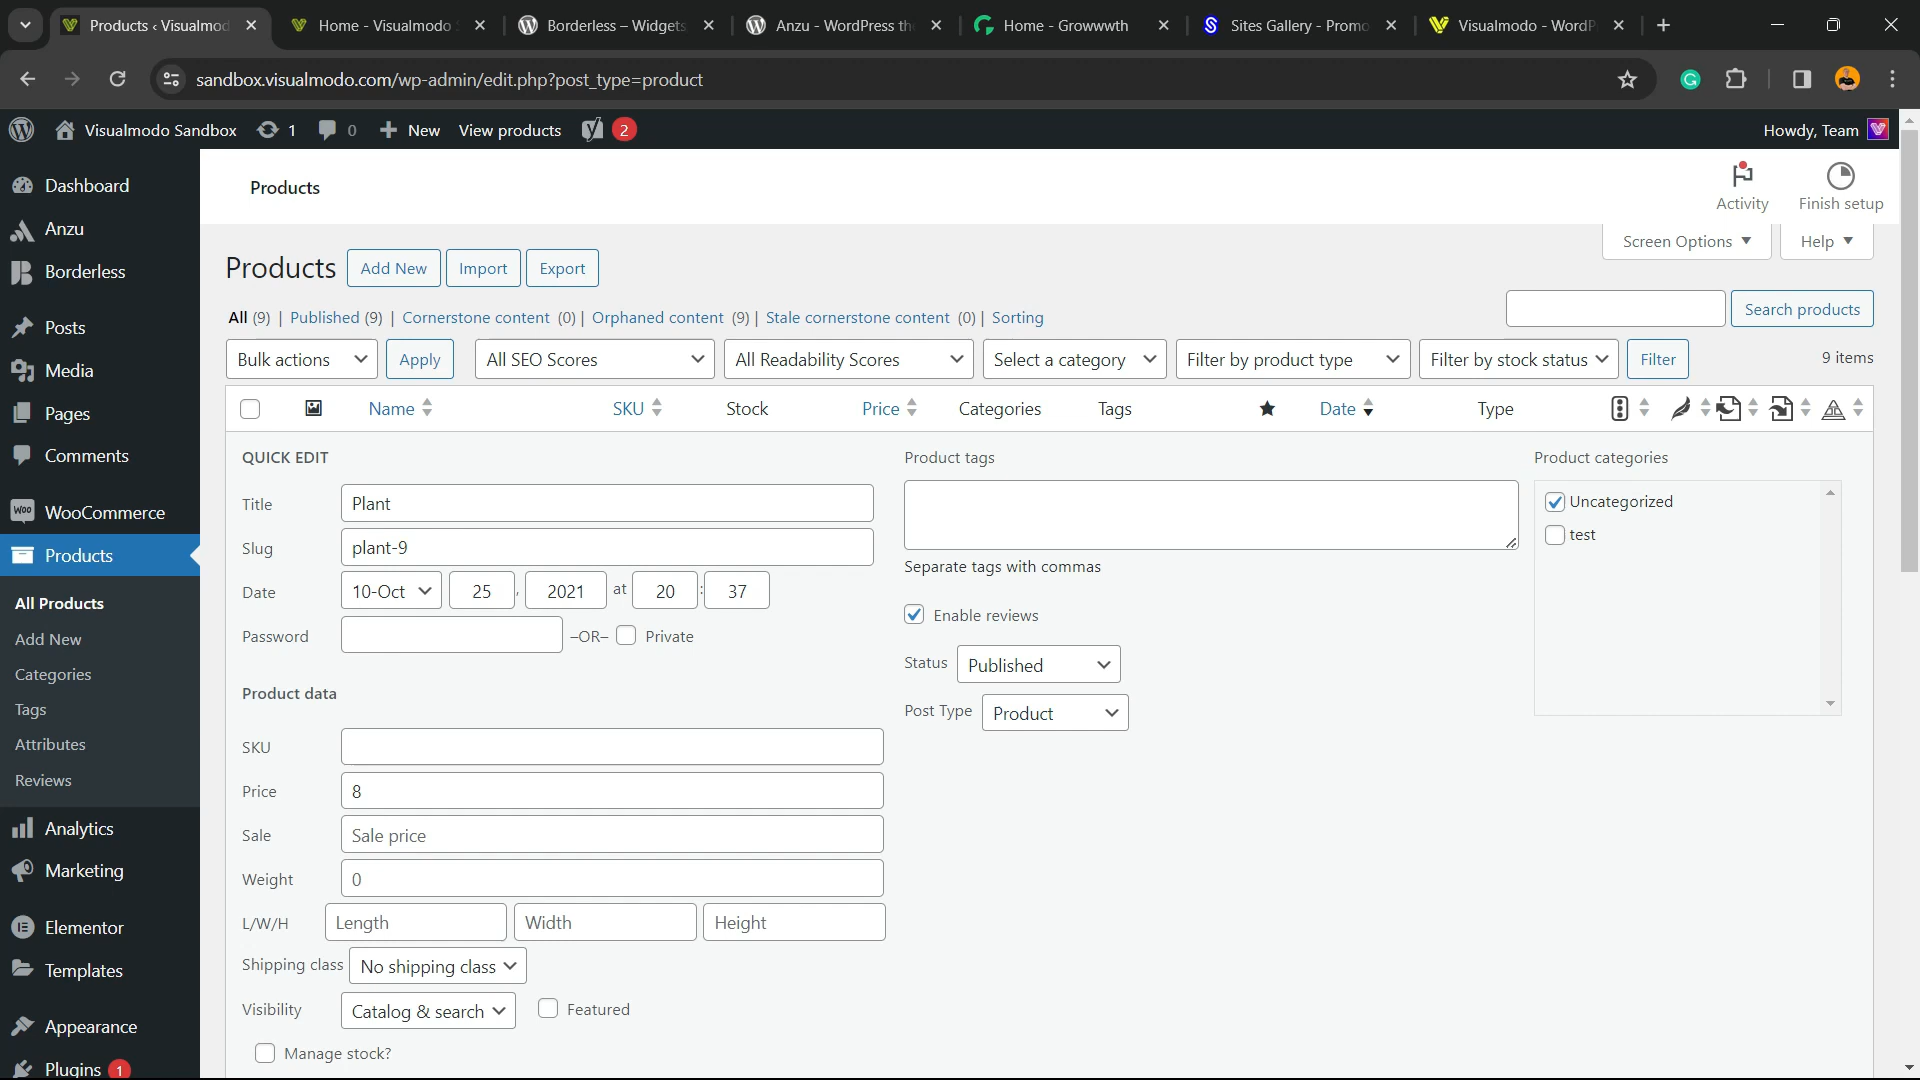 Products ‹ Visualmod
Home - Visualmodo
Borderless – Widgets
Anzu - WordPress th
Home - Growwwth
Sites Gallery - Promo
Visualmodo - WordP
sandbox.visualmodo.com/wp-admin/edit.php?post_type=product
Visualmodo Sandbox 1 0 New View products 2 Howdy, Team
Dashboard
Anzu
Borderless
Posts
Media
Pages
Comments
Woo WooCommerce
Products
All Products
Add New
Categories
Tags
Attributes
Reviews
Analytics
Marketing
Elementor
Templates
Appearance
Plugins 1
Products
Activity Finish setup
Screen Options Help
Products Add New Import Export
All (9) | Published (9) | Cornerstone content (0) | Orphaned content (9) | Stale cornerstone content (0) | Sorting
Search products
Bulk actions Apply All SEO Scores All Readability Scores Select a category Filter by product type Filter by stock status Filter 9 items
Name SKU Stock Price Categories Tags Date Type
QUICK EDIT
Title Plant
Slug plant-9
Date 10-Oct 25 , 2021 at 20 : 37
Password –OR– Private
Product data
SKU
Price 8
Sale Sale price
Weight 0
L/W/H Length Width Height
Shipping class No shipping class
Visibility Catalog & search Featured
Manage stock?
Product tags
Separate tags with commas
Enable reviews
Status Published
Post Type Product
Product categories
Uncategorized
test